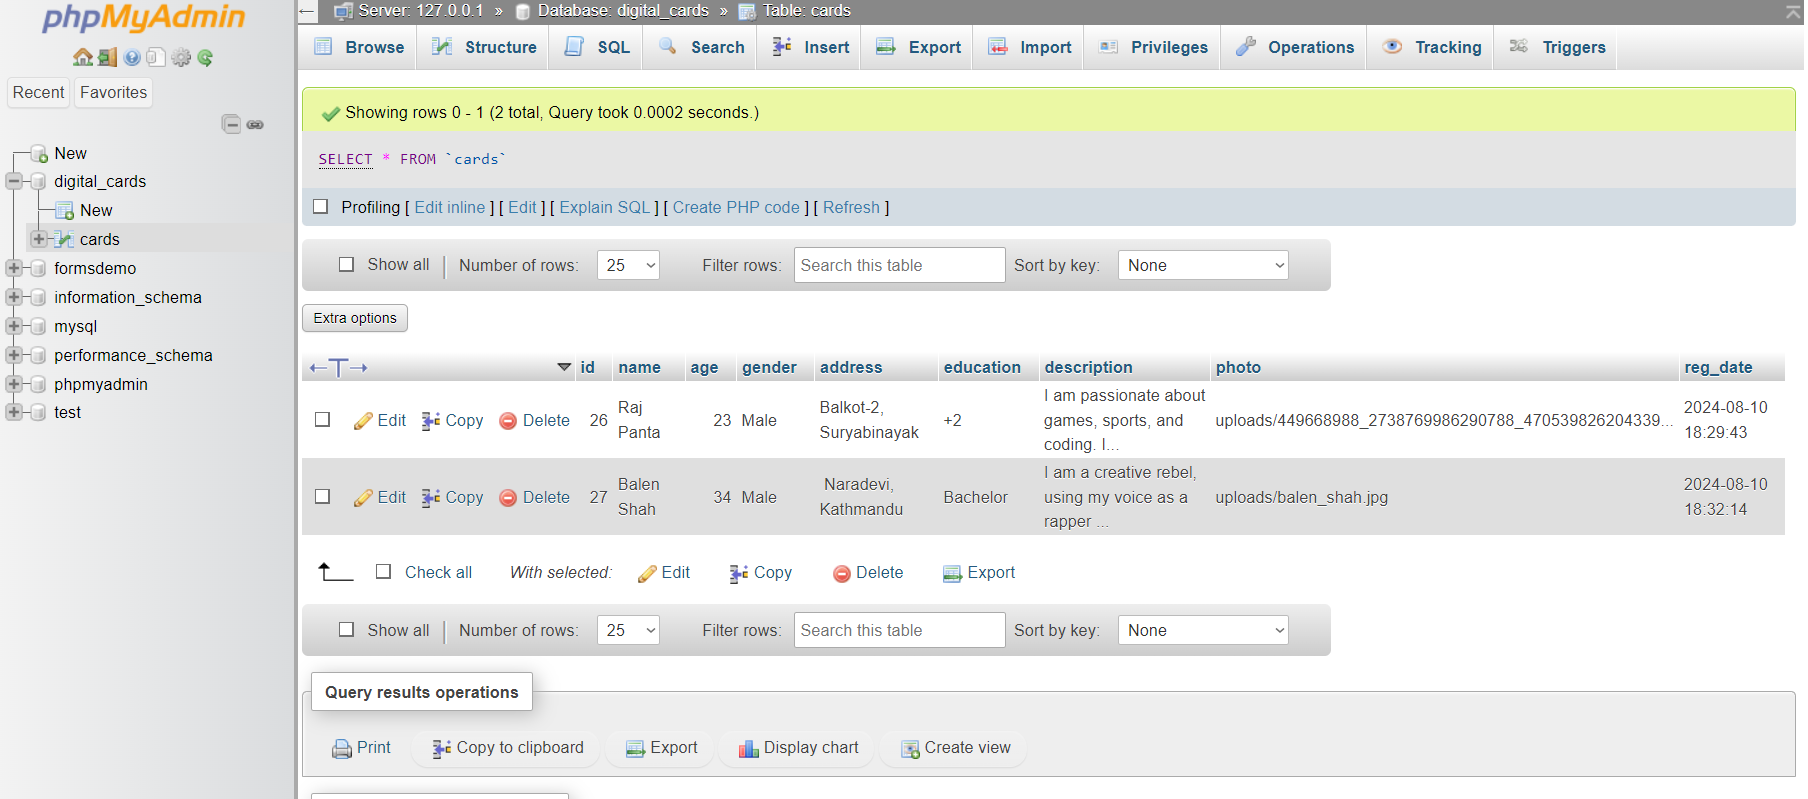 phpMyAdmin
Recent Favorites
New
digital_cards
New
cards
formsdemo
information_schema
mysql
performance_schema
phpmyadmin
test
Server: 127.0.0.1 » Database: digital_cards » Table: cards
Browse Structure SQL Search Insert Export Import Privileges Operations Tracking Triggers
Showing rows 0 - 1 (2 total, Query took 0.0002 seconds.)
SELECT * FROM `cards`
Profiling [ Edit inline ] [ Edit ] [ Explain SQL ] [ Create PHP code ] [ Refresh ]
Show all Number of rows: 25 Filter rows: Search this table Sort by key: None
Extra options
←T→ id name age gender address education description photo reg_date
Edit Copy Delete 26 Raj Panta 23 Male Balkot-2, Suryabinayak +2 I am passionate about games, sports, and coding. I... uploads/449668988_2738769986290788_470539826204339... 2024-08-10 18:29:43
Edit Copy Delete 27 Balen Shah 34 Male Naradevi, Kathmandu Bachelor I am a creative rebel, using my voice as a rapper ... uploads/balen_shah.jpg 2024-08-10 18:32:14
Check all With selected: Edit Copy Delete Export
Show all Number of rows: 25 Filter rows: Search this table Sort by key: None
Query results operations
Print Copy to clipboard Export Display chart Create view